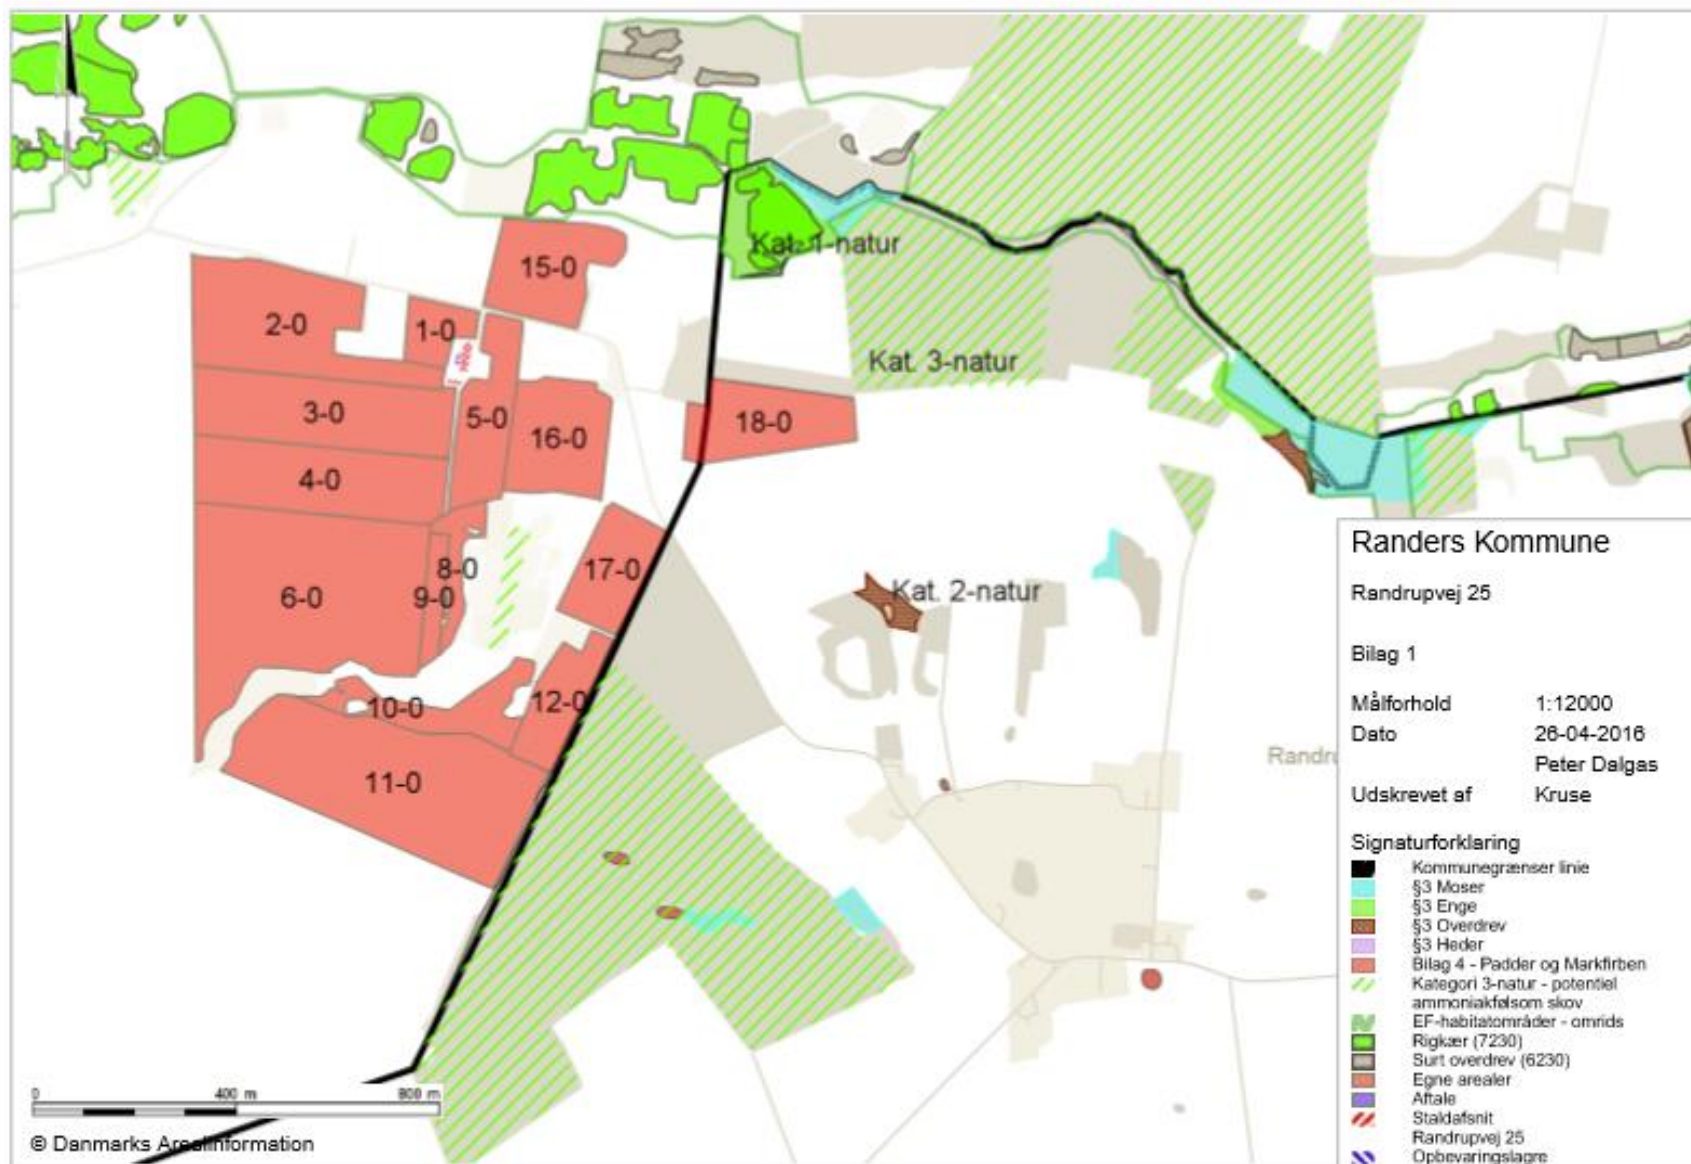 Kat. 1-natur
15-0
2-0
1-0
Kat. 3-natur
3-0
5-0
16-0
18-0
4-0
8-0
17-0
6-0
9-0
Kat. 2-natur
10-0
12-0
11-0
Randru
Randers Kommune
Randrupvej 25
Bilag 1
Målforhold 1:12000
Dato 26-04-2016
Peter Dalgas
Udskrevet af Kruse
Signaturforklaring
Kommunegrænser linie
§3 Moser
§3 Enge
§3 Overdrev
§3 Heder
Bilag 4 - Padder og Markfirben
Kategori 3-natur - potentiel
ammoniakfølsom skov
EF-habitatområder - omrids
Rigkær (7230)
Surt overdrev (6230)
Egne arealer
Aftale
Staldafsnit
Randrupvej 25
Opbevaringslagre
0 400 m 800 m
© Danmarks Arealinformation